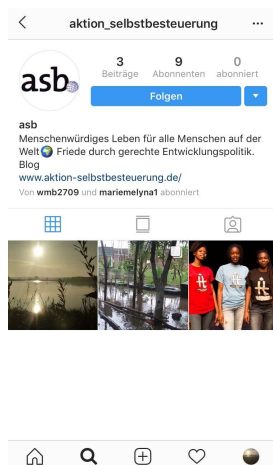 aktion_selbstbesteuerung
asb
3 9 0
Beiträge Abonnenten abonniert
Folgen
asb
Menschenwürdiges Leben für alle Menschen auf der
Welt🌍 Friede durch gerechte Entwicklungspolitik.
Blog
www.aktion-selbstbesteuerung.de/
Von wmb2709 und mariemelyna1 abonniert